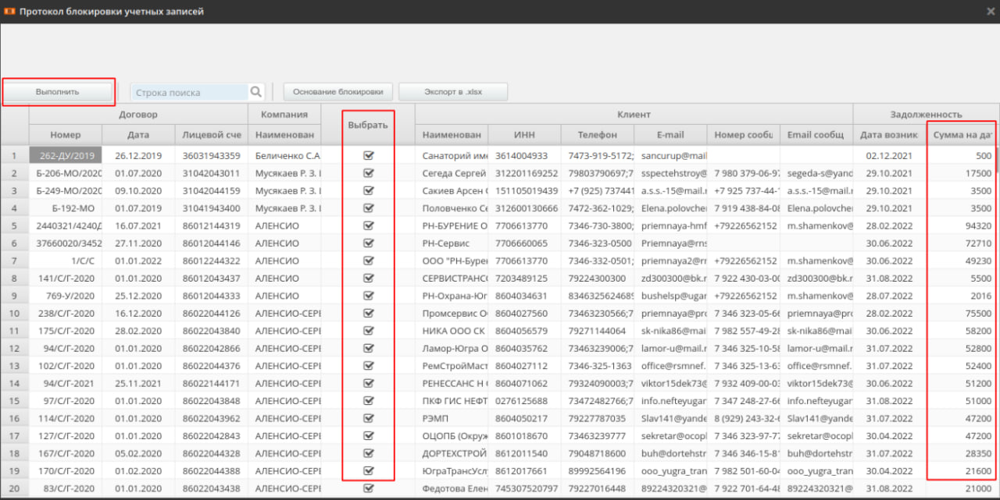 Протокол блокировки учетных записей
Выполнить Строка поиска Основание блокировки Экспорт в .xlsx
Договор Компания Выбрать Клиент Задолженность
Номер Дата Лицевой сче Наименован Наименован ИНН Телефон E-mail Номер сообщ Email сообщ Дата возник Сумма на дат
1 262-ДУ/2019 26.12.2019 36031943359 Беличенко С.А Санаторий име 3614004933 7473-919-5172; sancurup@mail 02.12.2021 500
2 Б-206-МО/2020 01.07.2020 31042043011 Мусякаев Р. З. І Сегеда Сергей 312201169252 79803790697;7 sspectehstroy@ 7 980 379-06-97 segeda-s@yand 29.10.2021 17500
3 Б-249-МО/2020 09.10.2020 31042044159 Мусякаев Р. З. І Сакиев Арсен 151105019439 +7 (925) 737441 a.s.s.-15@mail.r +7 925 737-44- a.s.s.-15@mail.r 29.10.2021 3500
4 Б-192-МО 01.07.2019 31041943400 Мусякаев Р. З. І Половченко Се 312600130666 7472-362-1029; Elena.polovche 7 919 438-84-08 Elena.polovche 29.10.2021 3500
5 2440321/4240Д 16.07.2021 86012144319 АЛЕНСИО РН-БУРЕНИЕ О 7706613770 7346-730-3800; priemnaya-hmf +79226562152 m.shamenkov@ 28.02.2022 94320
6 37660020/3452 27.11.2020 86012044146 АЛЕНСИО РН-Сервис 7706660065 7346-323-0500 Priemnaya@rns 30.06.2022 72710
7 1/С/С 01.01.2022 86012244322 АЛЕНСИО ООО "РН-Бурен 7706613770 7346-332-0501; priemnaya2@rr +79226562152 m.shamenkov@ 30.06.2022 49230
8 141/С/Г-2020 01.01.2020 86012043437 АЛЕНСИО СЕРВИСТРАНС 7203489125 79224300300 zd300300@bk.r 7 922 430-03-00 zd300300@bk.r 31.08.2022 5500
9 769-У/2020 25.12.2020 86012044333 АЛЕНСИО РН-Охрана-Юг 8604034631 834632562468 bushelsp@ugar +79226562152 m.shamenkov@ 28.07.2022 2016
10 238/С/Г-2020 16.12.2020 86022044126 АЛЕНСИО-СЕРЕ Промсервис О 8604027560 73463230566;7 priemnaya@pro 7 346 323-05-66 priemnaya@pro 28.02.2022 75500
11 175/С/Г-2020 28.02.2020 86022043840 АЛЕНСИО-СЕРЕ НИКА ООО СК 8604056579 79271144064 sk-nika86@mai 7 982 557-49-28 sk-nika86@mai 30.06.2022 58200
12 94/С/Г-2020 01.01.2020 86022042866 АЛЕНСИО-СЕРЕ Ламор-Югра О 8604035762 73463239006;7 lamor-u@mail.r 7 346 325-10-58 lamor-u@mail.r 31.07.2022 52800
13 102/С/Г-2020 01.01.2020 86022044376 АЛЕНСИО-СЕРЕ РемСтройМаст 8604027112 7346-325-1363 office@rsmnef. 7 346 325-13-63 office@rsmnef. 31.07.2022 52400
14 94/С/Г-2021 25.11.2021 86022144171 АЛЕНСИО-СЕРЕ РЕНЕССАНС Н 8604071062 79324090003;7 viktor15dek73@ 7 932 409-00-03 viktor15dek73@ 30.06.2022 51200
15 97/С/Г-2020 01.01.2020 86022043848 АЛЕНСИО-СЕРЕ ПКФ ГИС НЕФТ 0276125688 73472482766;7 info.nefteyugar 7 347 248-27-66 info.nefteyugar 31.08.2022 51000
16 114/С/Г-2020 01.01.2020 86022043962 АЛЕНСИО-СЕРЕ РЭМП 8604050217 79227787035 Slav141@yande 8 (929) 243-32-6 Slav141@yande 31.07.2022 47200
17 127/С/Г-2020 01.01.2020 86022042843 АЛЕНСИО-СЕРЕ ОЦОПБ (Окруж 8601018670 73463239777 sekretar@ocopl 7 346 323-97-77 sekretar@ocopl 30.04.2022 47200
18 167/С/Г-2020 05.02.2020 86022044328 АЛЕНСИО-СЕРЕ ДОРТЕХСТРОЙ 8612011540 79048718600 buh@dortehstr 7 346 346-15-8 buh@dortehstr 31.07.2022 28350
19 170/С/Г-2020 01.02.2020 86022044388 АЛЕНСИО-СЕРЕ ЮграТрансУсл 8612017661 89992564196 ooo_yugra_tran 7 982 501-60-04 ooo_yugra_tran 30.04.2022 21600
20 83/С/Г-2020 01.01.2020 86022043438 АЛЕНСИО-СЕРЕ Федотова Елен 745307520797 79227016448 89224320321@ 7 922 701-64-48 89224320321@ 31.08.2022 21000